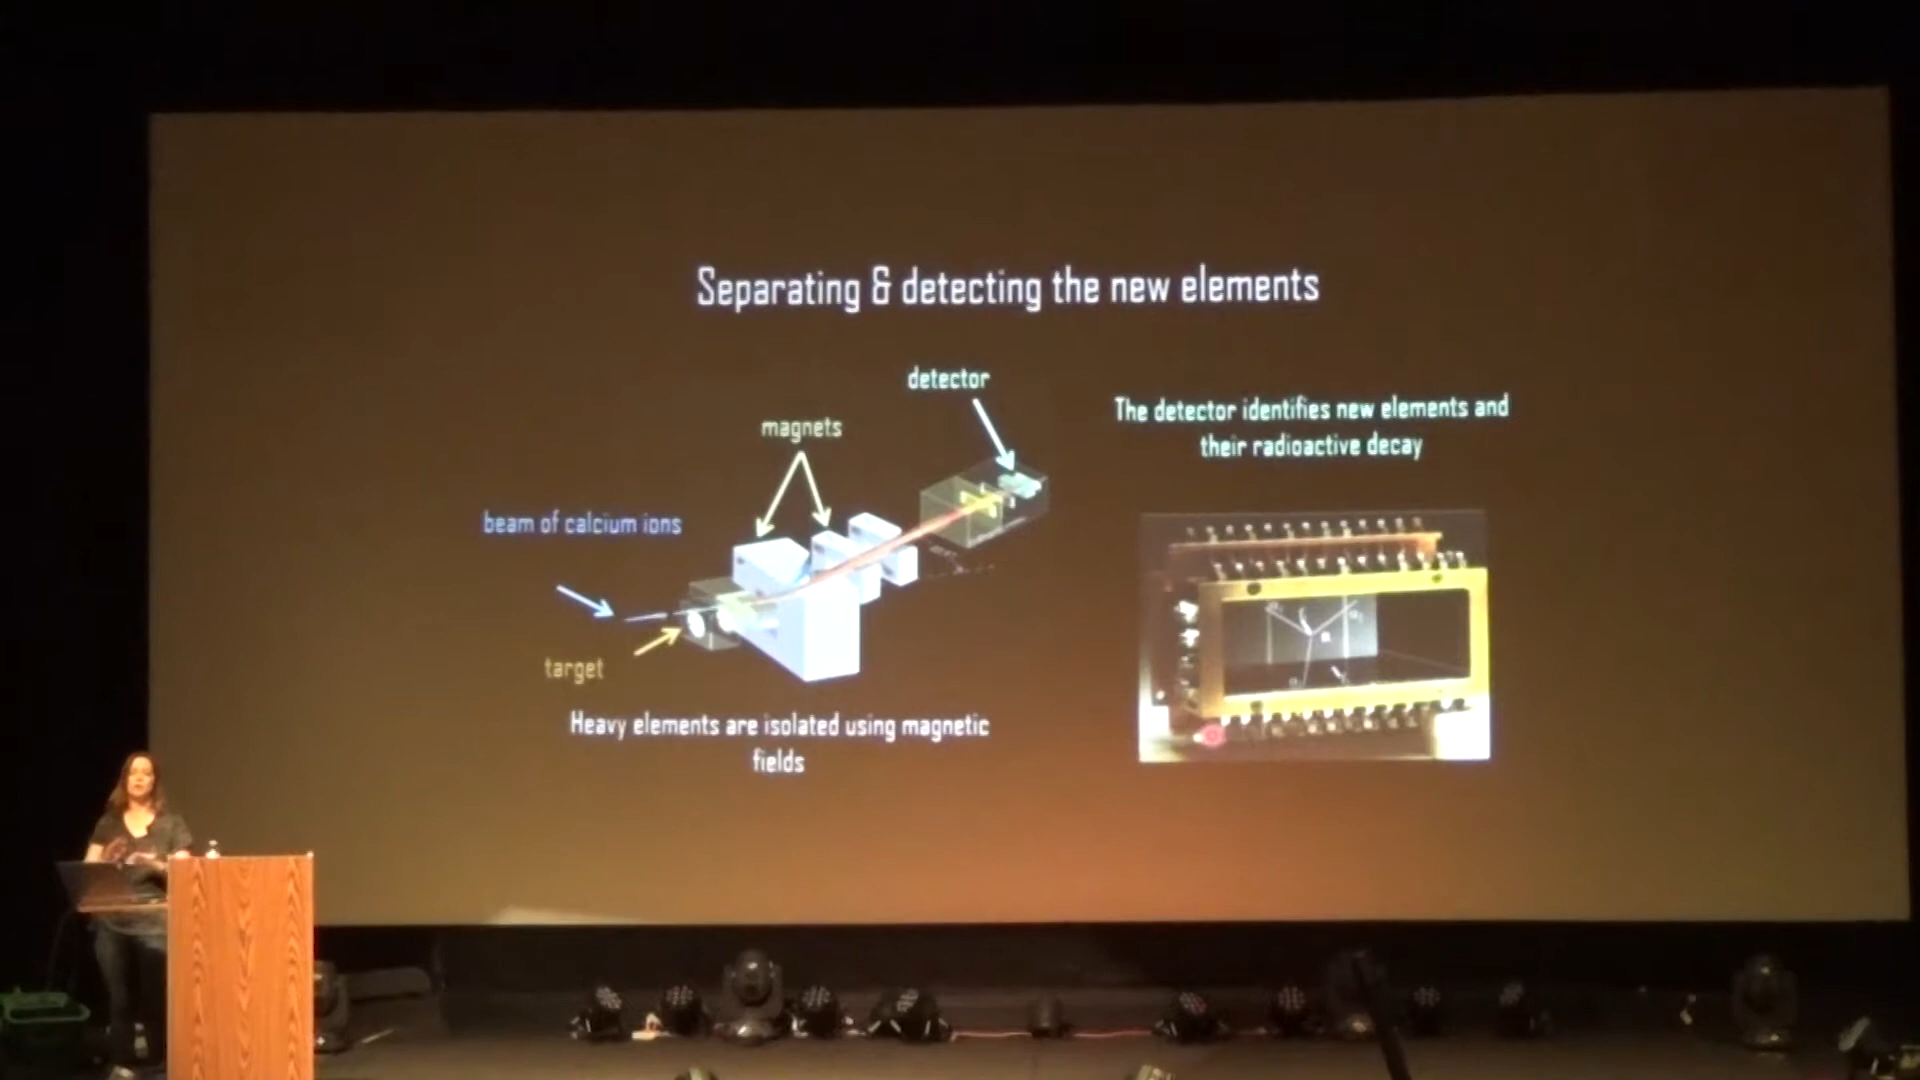 Separating & detecting the new elements
detector
magnets
beam of calcium ions
target
Heavy elements are isolated using magnetic
fields
The detector identifies new elements and
their radioactive decay